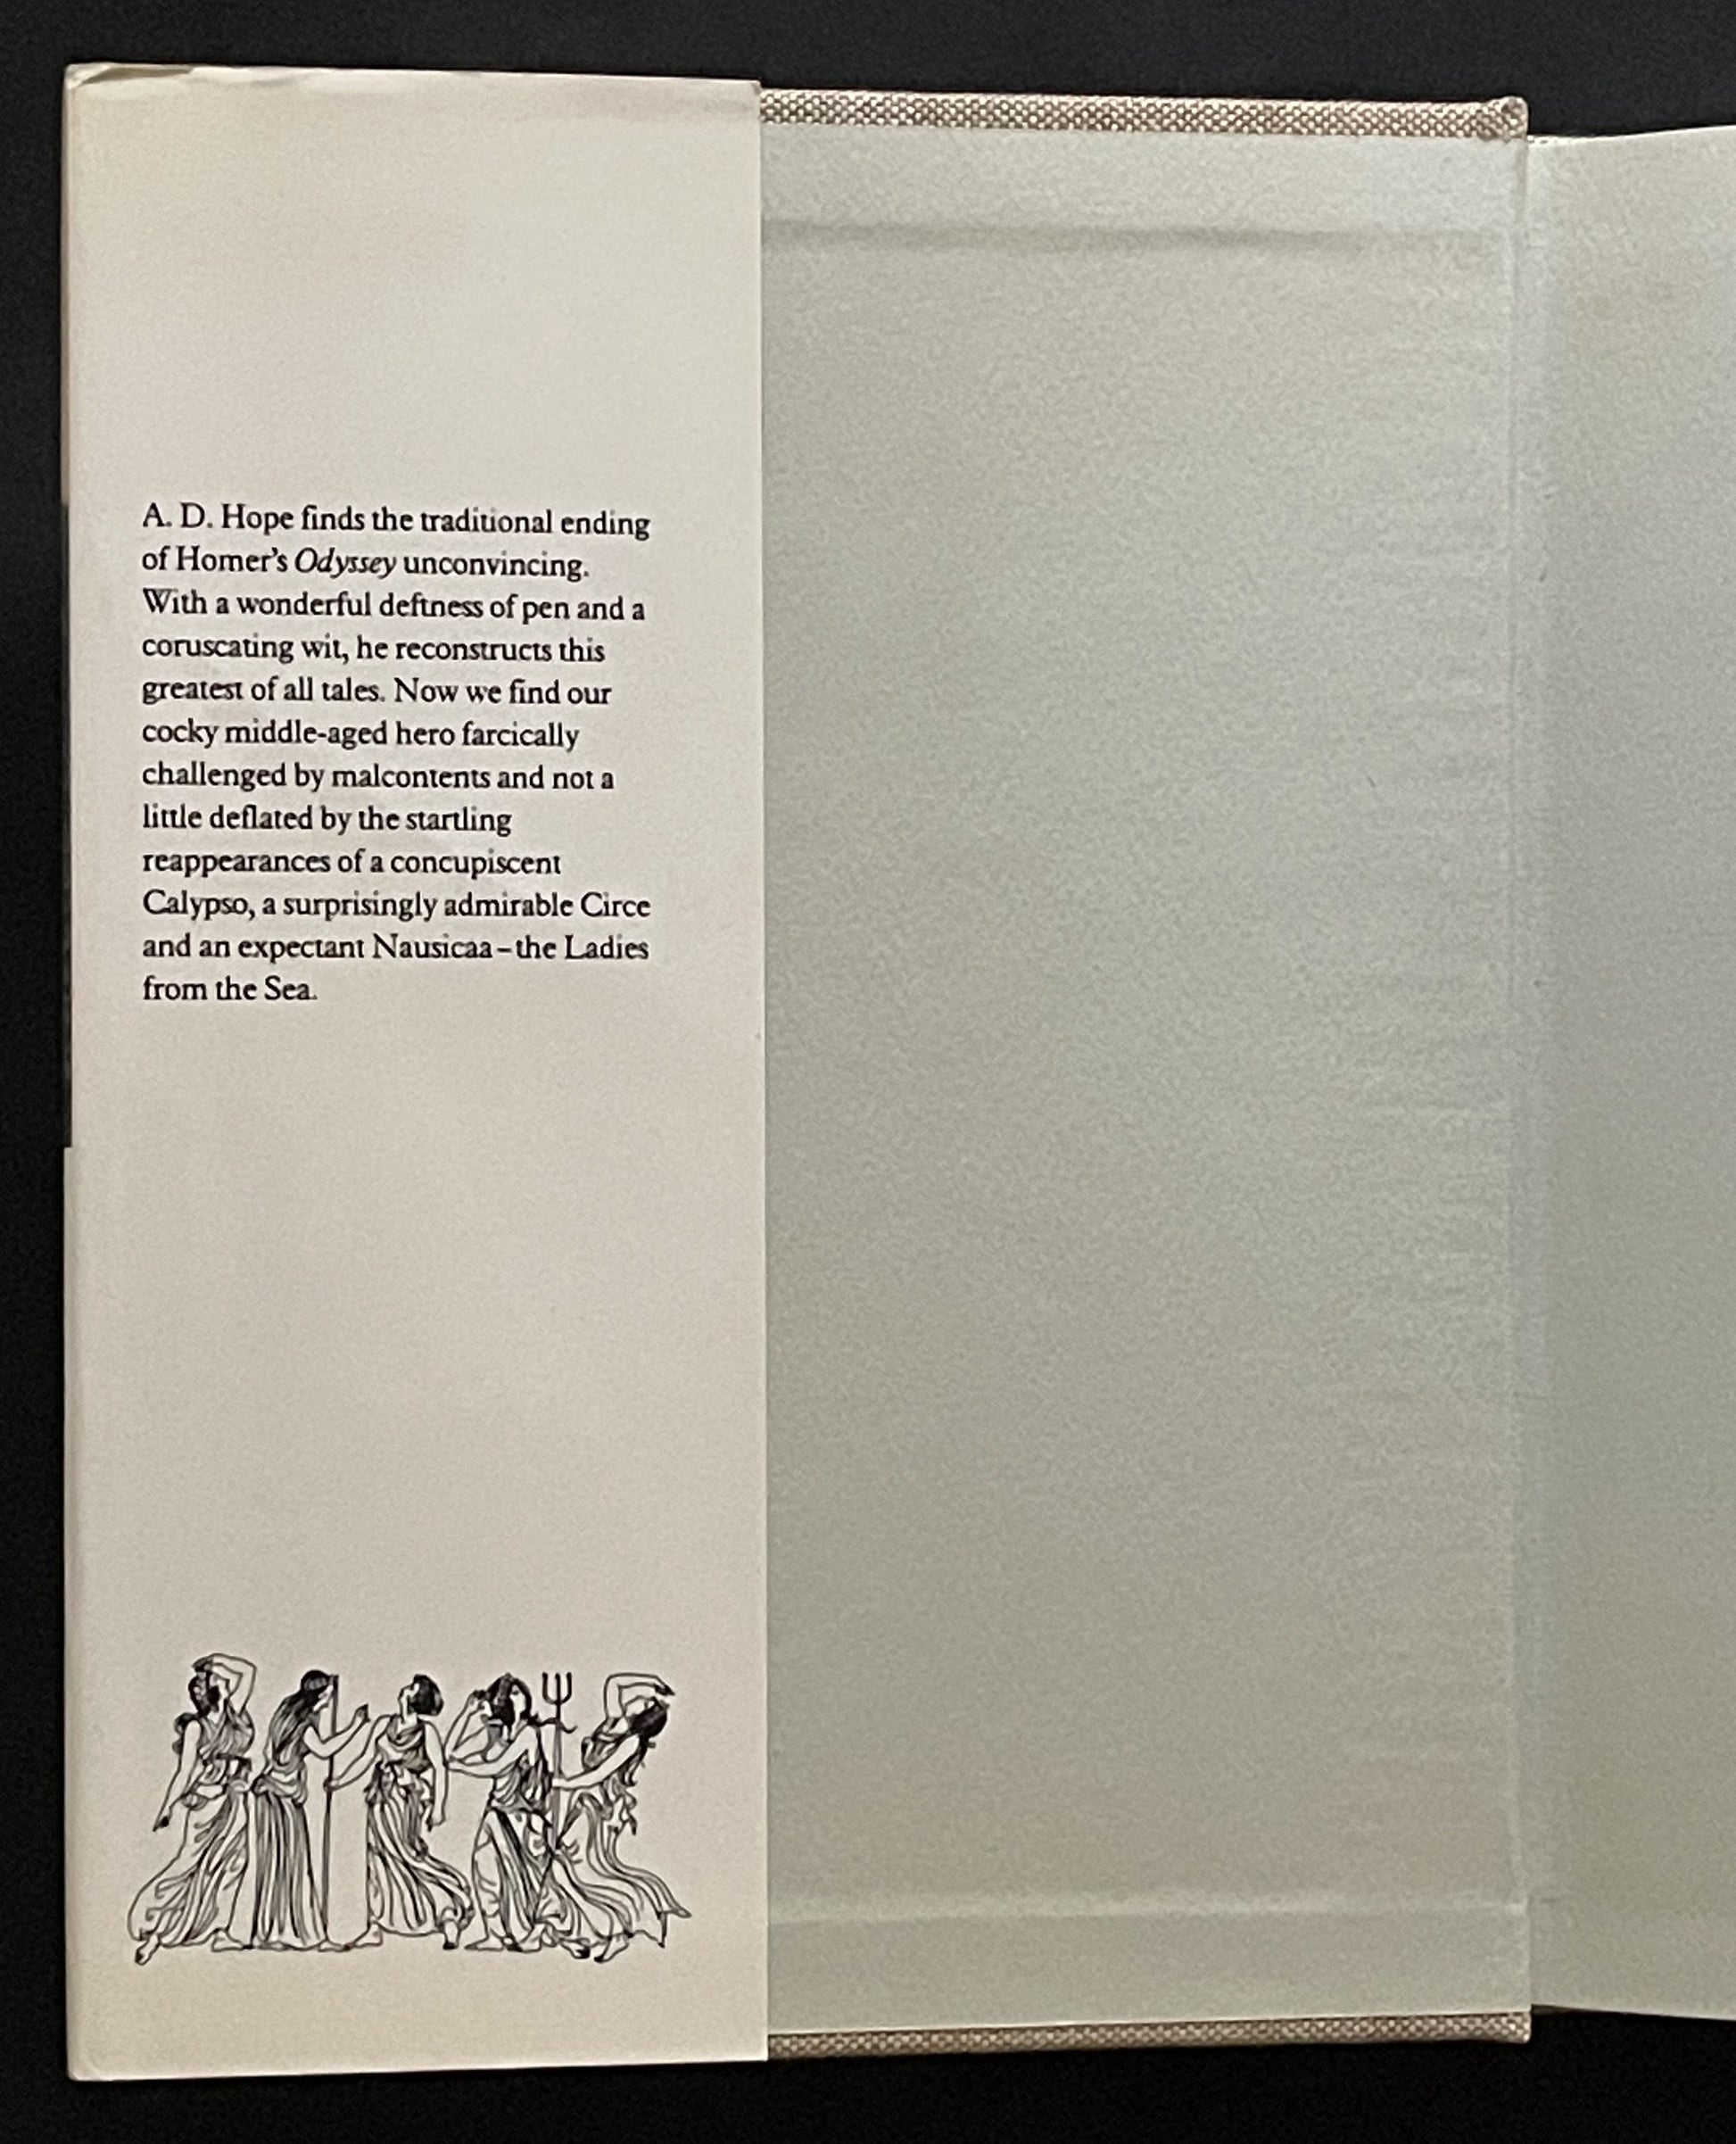 A. D. Hope finds the traditional ending
of Homer's Odyssey unconvincing.
With a wonderful deftness of pen and a
coruscating wit, he reconstructs this
greatest of all tales. Now we find our
cocky middle-aged hero farcically
challenged by malcontents and not a
little deflated by the startling
reappearances of a concupiscent
Calypso, a surprisingly admirable Circe
and an expectant Nausicaa – the Ladies
from the Sea.